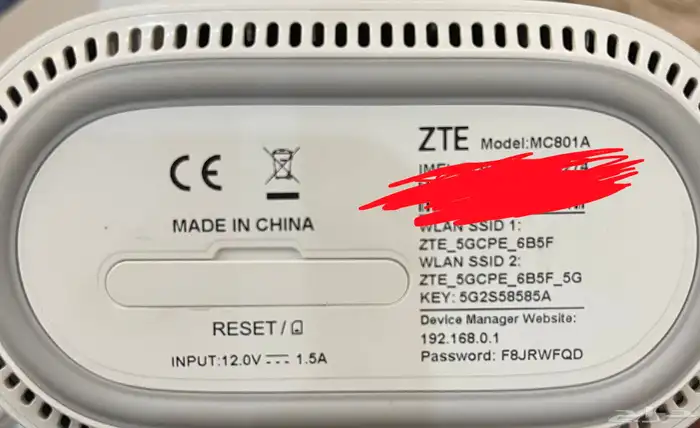 ZTE Model:MC801A
WLAN SSID 1:
ZTE_5GCPE_6B5F
WLAN SSID 2:
ZTE_5GCPE_6B5F_5G
KEY: 5G2S58585A
Device Manager Website:
192.168.0.1
Password: F8JRWFQD
CE
MADE IN CHINA
RESET /
INPUT:12.0V 1.5A